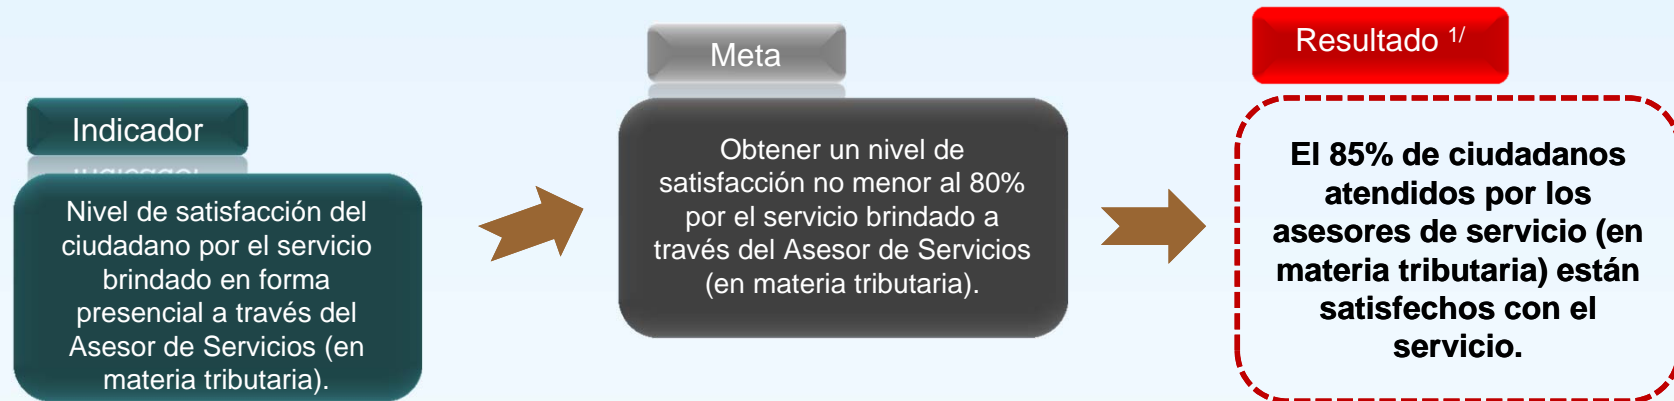 Indicador
Nivel de satisfacción del
ciudadano por el servicio
brindado en forma
presencial a través del
Asesor de Servicios (en
materia tributaria).
Meta
Obtener un nivel de
satisfacción no menor al 80%
por el servicio brindado a
través del Asesor de Servicios
(en materia tributaria).
Resultado 1/
El 85% de ciudadanos
atendidos por los
asesores de servicio (en
materia tributaria) están
satisfechos con el
servicio.